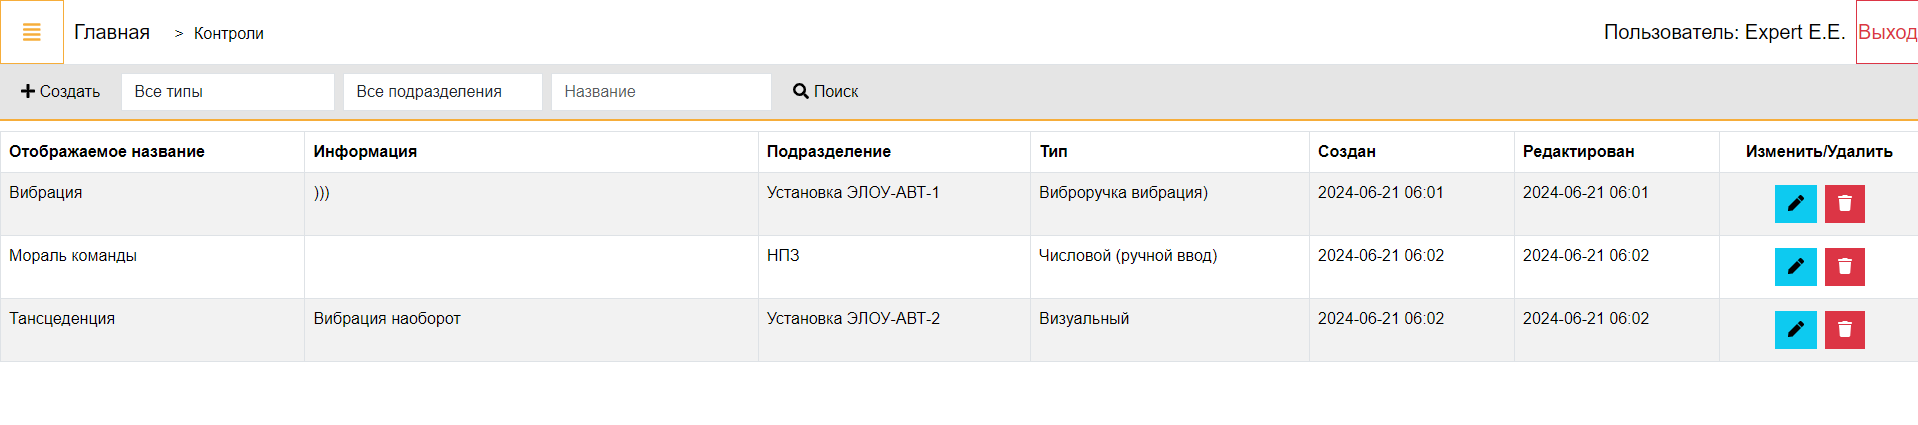 Главная > Контроли Пользователь: Expert E.E. Выход
Создать Все типы Все подразделения Название Поиск
Отображаемое название Информация Подразделение Тип Создан Редактирован Изменить/Удалить
Вибрация ))) Установка ЭЛОУ-АВТ-1 Виброручка вибрация) 2024-06-21 06:01 2024-06-21 06:01
Мораль команды НПЗ Числовой (ручной ввод) 2024-06-21 06:02 2024-06-21 06:02
Тансцеденция Вибрация наоборот Установка ЭЛОУ-АВТ-2 Визуальный 2024-06-21 06:02 2024-06-21 06:02